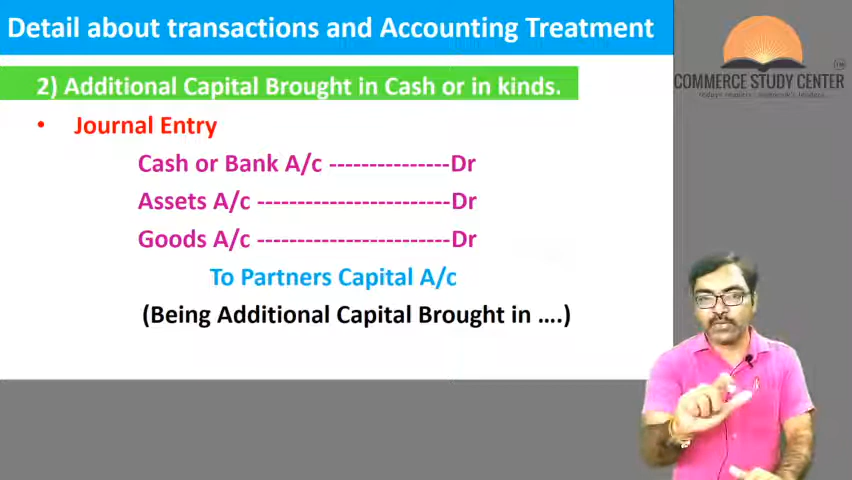 Detail about transactions and Accounting Treatment
2) Additional Capital Brought in Cash or in kinds.
• Journal Entry
Cash or Bank A/c ---------------Dr
Assets A/c ------------------------Dr
Goods A/c ------------------------Dr
To Partners Capital A/c
(Being Additional Capital Brought in ....)
COMMERCE STUDY CENTER